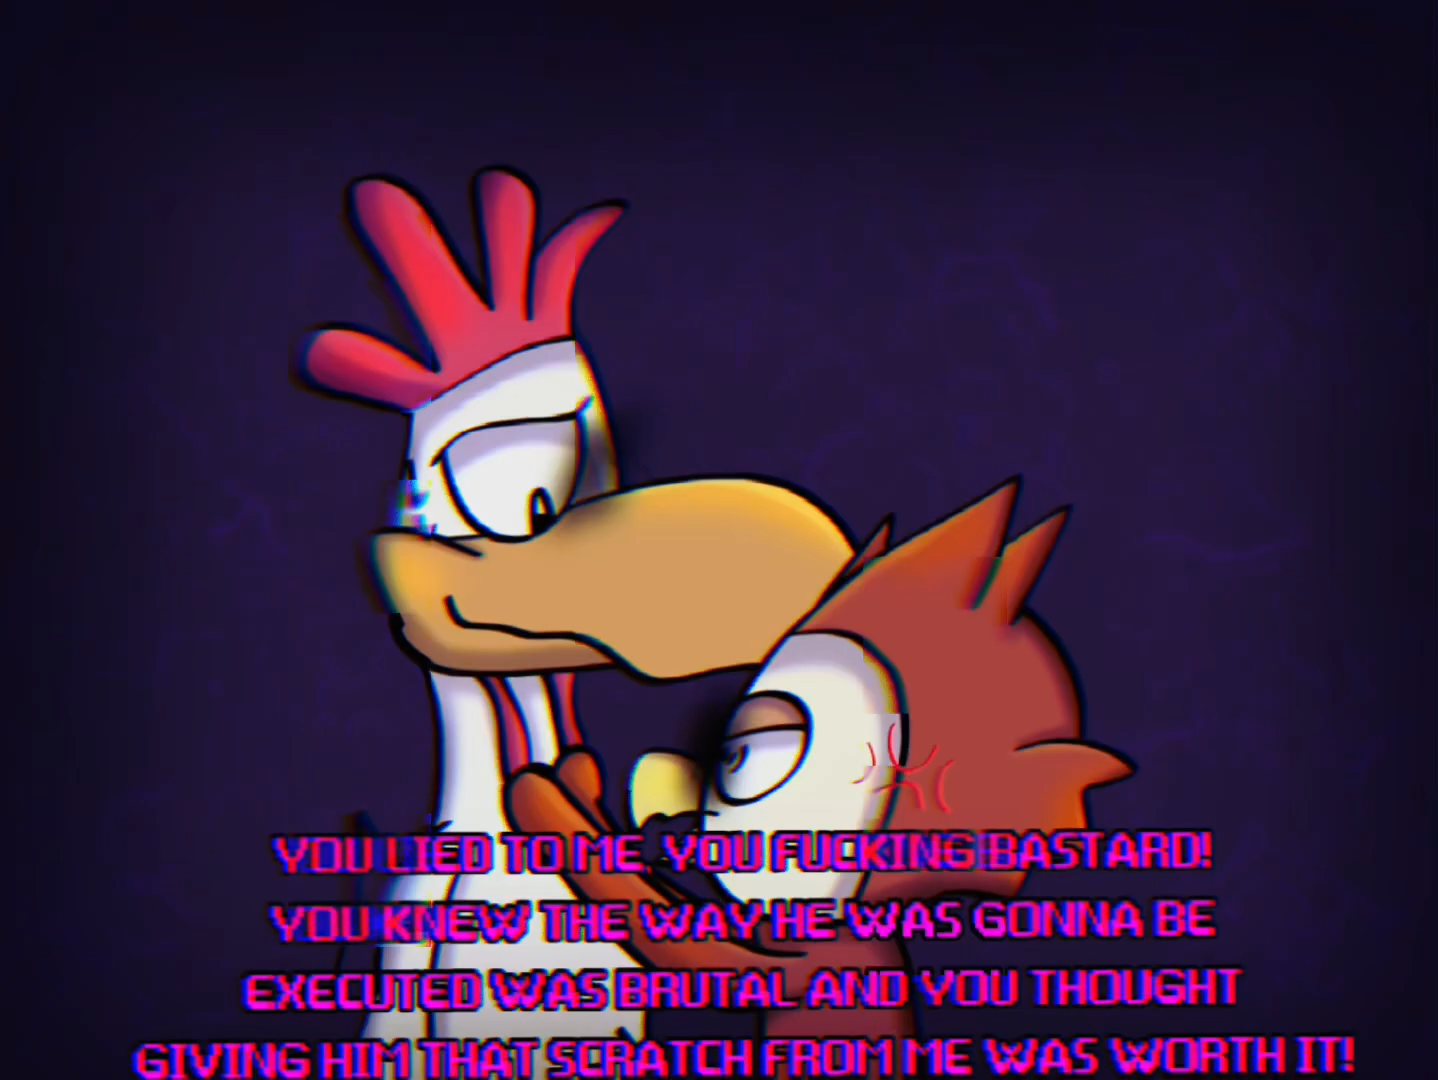 YOU LIED TO ME, YOU FUCKING BASTARD!
YOU KNEW THE WAY HE WAS GONNA BE
EXECUTED WAS BRUTAL AND YOU THOUGHT
GIVING HIM THAT SCRATCH FROM ME WAS WORTH IT!